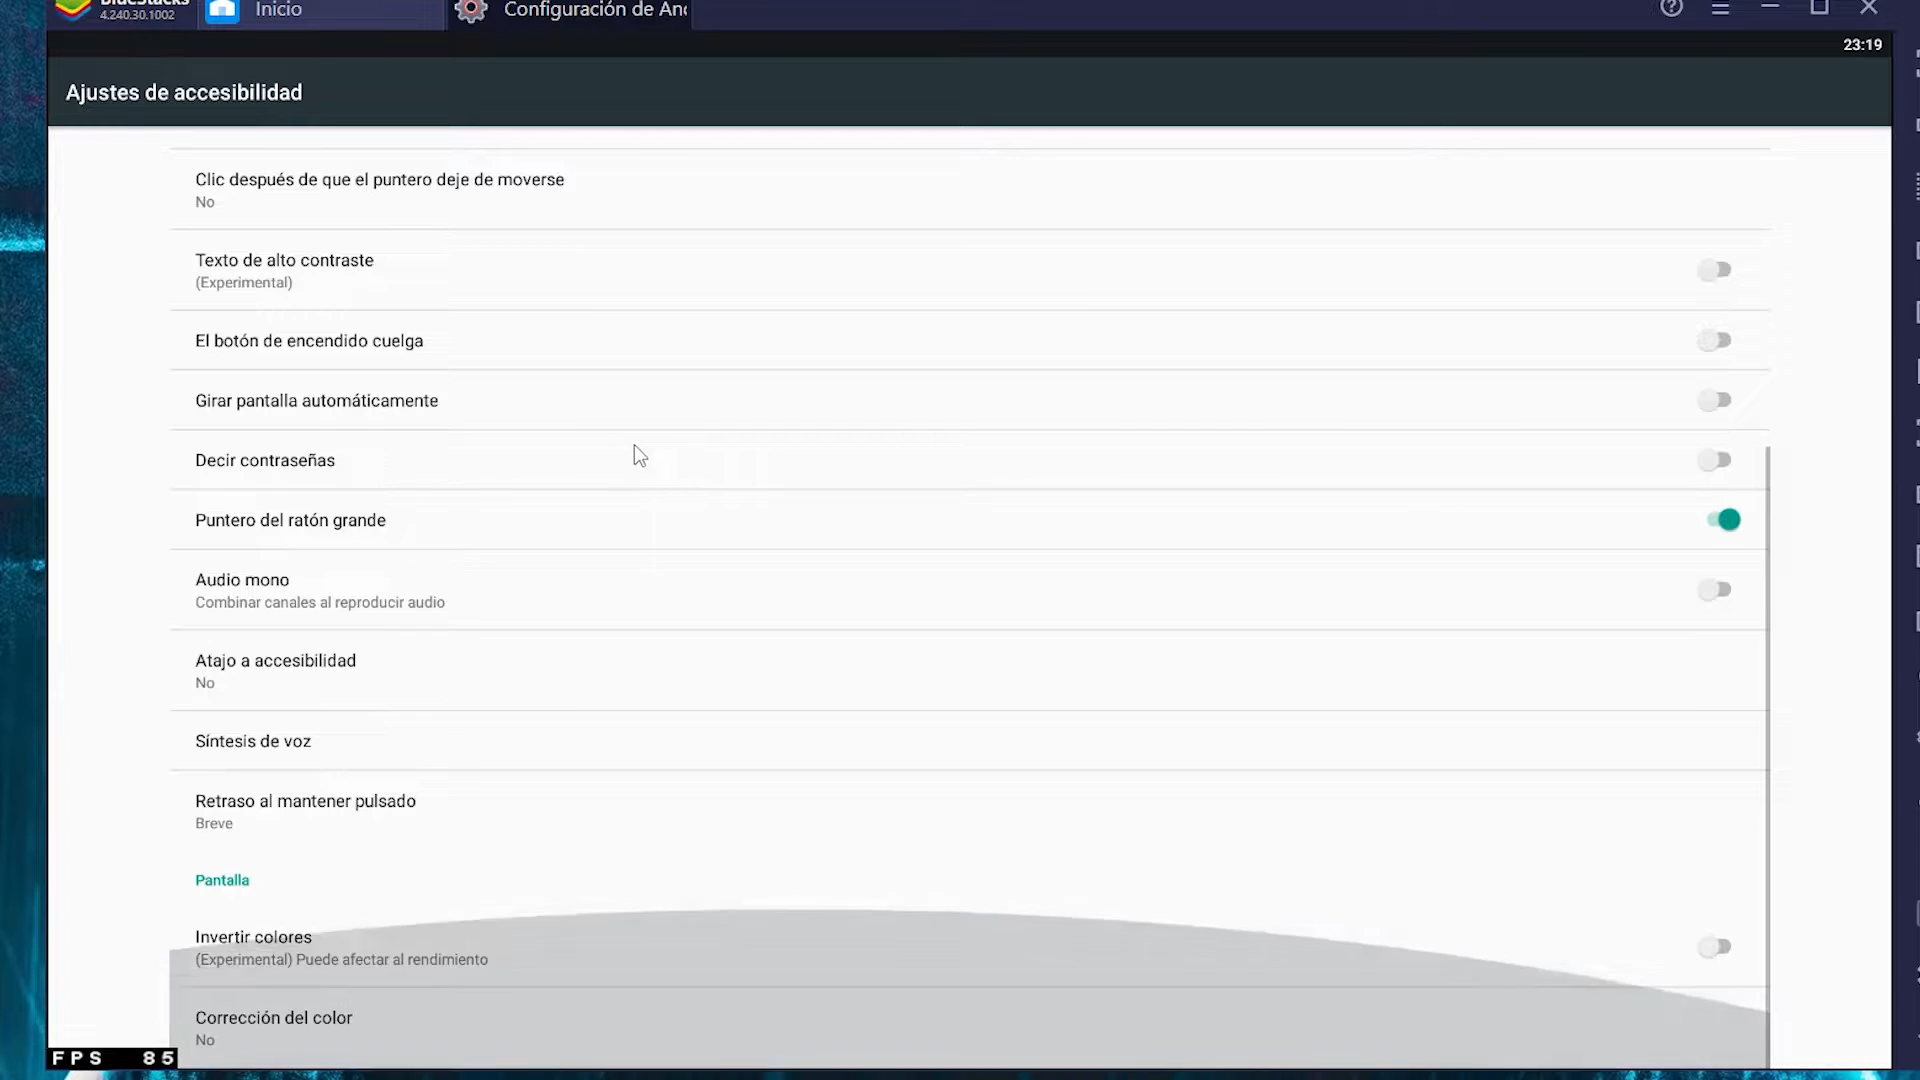 BlueStacks
4.240.30.1002
Inicio
Configuración de Anc
23:19
Ajustes de accesibilidad
Clic después de que el puntero deje de moverse
No
Texto de alto contraste
(Experimental)
El botón de encendido cuelga
Girar pantalla automáticamente
Decir contraseñas
Puntero del ratón grande
Audio mono
Combinar canales al reproducir audio
Atajo a accesibilidad
No
Síntesis de voz
Retraso al mantener pulsado
Breve
Pantalla
Invertir colores
(Experimental) Puede afectar al rendimiento
Corrección del color
No
FPS 85